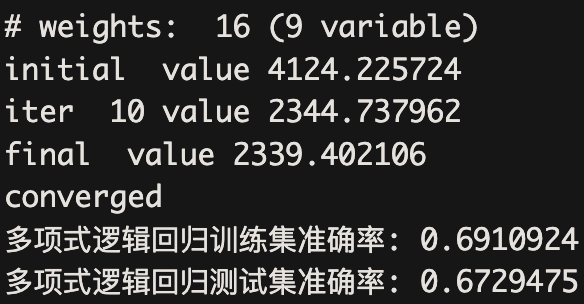 # weights:  16 (9 variable)
initial  value 4124.225724
iter  10 value 2344.737962
final  value 2339.402106
converged
多项式逻辑回归训练集准确率: 0.6910924
多项式逻辑回归测试集准确率: 0.6729475